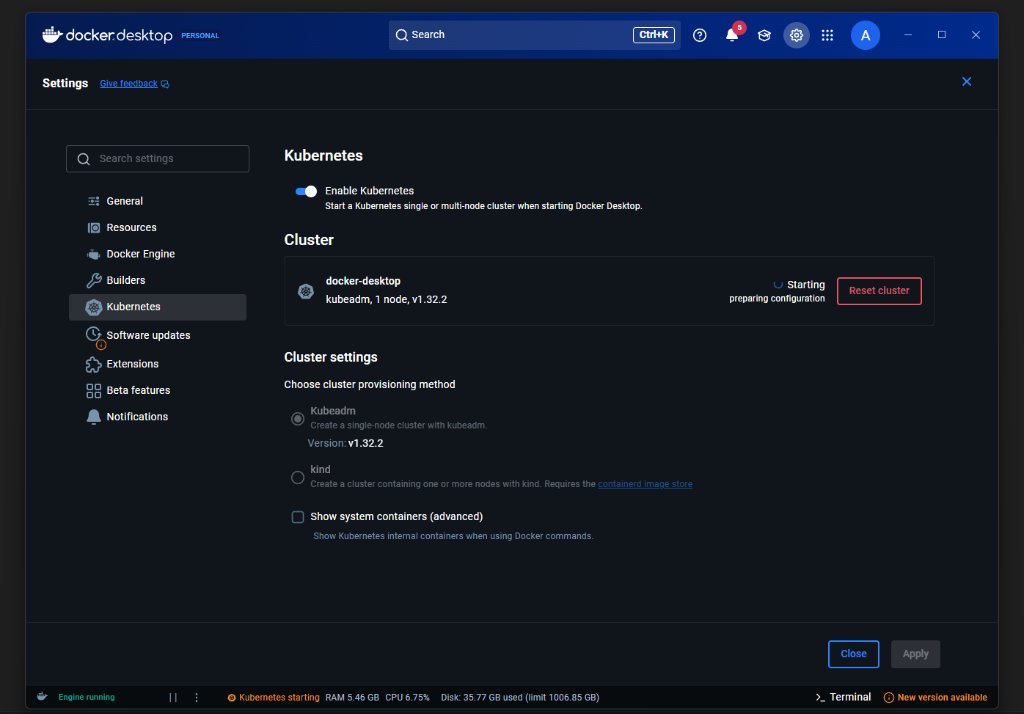 docker.desktop PERSONAL
Search Ctrl+K
5
A
Settings Give feedback
Search settings
General
Resources
Docker Engine
Builders
Kubernetes
Software updates
Extensions
Beta features
Notifications
Kubernetes
Enable Kubernetes
Start a Kubernetes single or multi-node cluster when starting Docker Desktop.
Cluster
docker-desktop
kubeadm, 1 node, v1.32.2
Starting
preparing configuration
Reset cluster
Cluster settings
Choose cluster provisioning method
Kubeadm
Create a single-node cluster with kubeadm.
Version: v1.32.2
kind
Create a cluster containing one or more nodes with kind. Requires the containerd image store
Show system containers (advanced)
Show Kubernetes internal containers when using Docker commands.
Close Apply
Engine running Kubernetes starting RAM 5.46 GB CPU 6.75% Disk: 35.77 GB used (limit 1006.85 GB) Terminal New version available